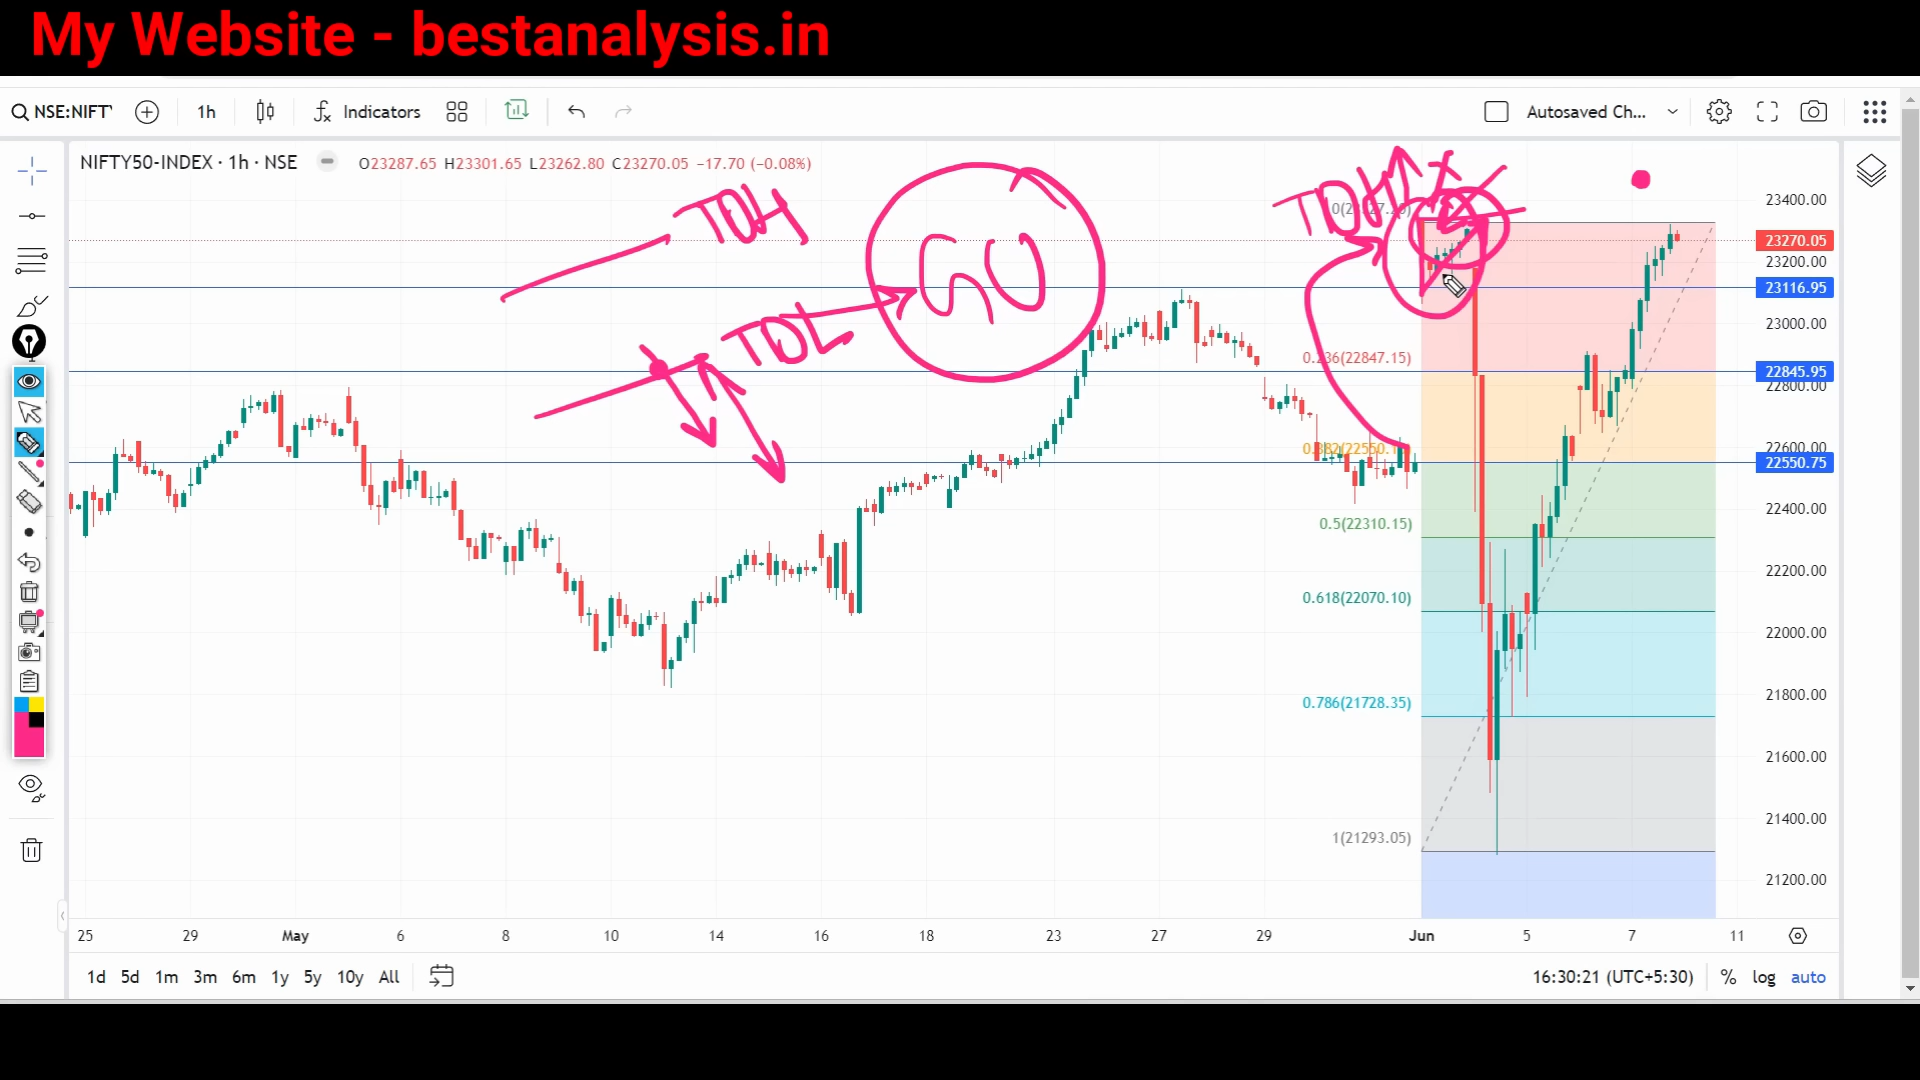 My Website - bestanalysis.in
NSE:NIFT
1h
Indicators
Autosaved Ch...
NIFTY50-INDEX · 1h · NSE
O23287.65 H23301.65 L23262.80 C23270.05 −17.70 (−0.08%)
TOH
TOL
0.236(22847.15)
0.5(22310.15)
0.618(22070.10)
0.786(21728.35)
1(21293.05)
23400.00
23270.05
23200.00
23116.95
23000.00
22845.95
22800.00
22600.00
22550.75
22400.00
22200.00
22000.00
21800.00
21600.00
21400.00
21200.00
25 29 May 6 8 10 14 16 18 23 27 29 Jun 5 7 11
1d 5d 1m 3m 6m 1y 5y 10y All
16:30:21 (UTC+5:30) % log auto